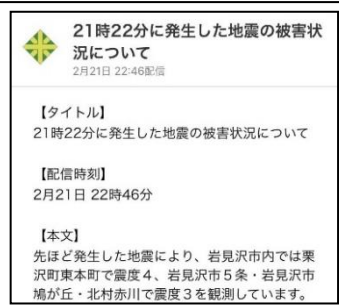 21時22分に発生した地震の被害状
況について
2月21日 22:46配信
【タイトル】
21時22分に発生した地震の被害状況について
【配信時刻】
2月21日 22時46分
【本文】
先ほど発生した地震により、岩見沢市内では栗
沢町東本町で震度4、岩見沢市5条・岩見沢市
鳩が丘・北村赤川で震度3を観測しています。